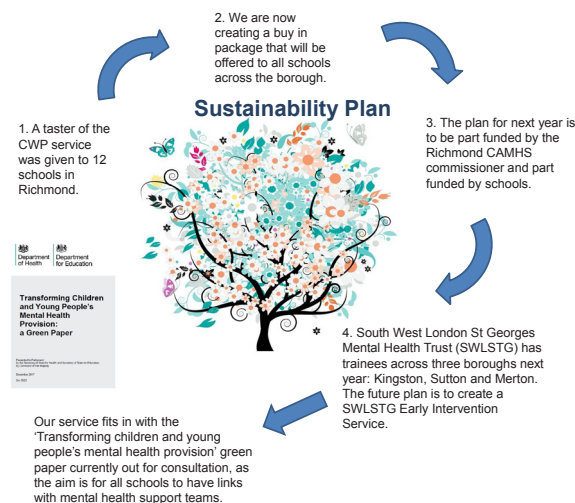 2. We are now
creating a buy in
package that will be
offered to all schools
across the borough.
Sustainability Plan
1. A taster of the
CWP service
was given to 12
schools in
Richmond.
3. The plan for next year is
to be part funded by the
Richmond CAMHS
commissioner and part
funded by schools.
Department
of Health
Department
for Education
Transforming Children
and Young People's
Mental Health
Provision:
a Green Paper
December 2017
4. South West London St Georges
Mental Health Trust (SWLSTG) has
trainees across three boroughs next
year: Kingston, Sutton and Merton.
The future plan is to create a
SWLSTG Early Intervention
Service.
Our service fits in with the
‘Transforming children and young
people’s mental health provision’ green
paper currently out for consultation, as
the aim is for all schools to have links
with mental health support teams.